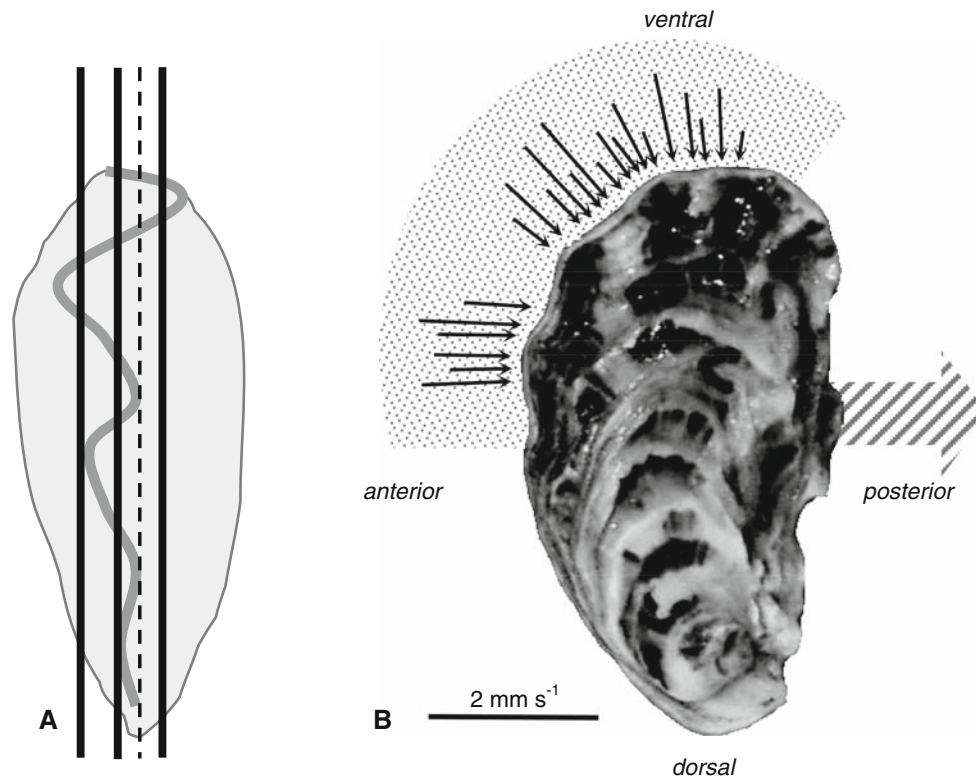 ventral
anterior
posterior
A
2 mm s⁻¹
B
dorsal